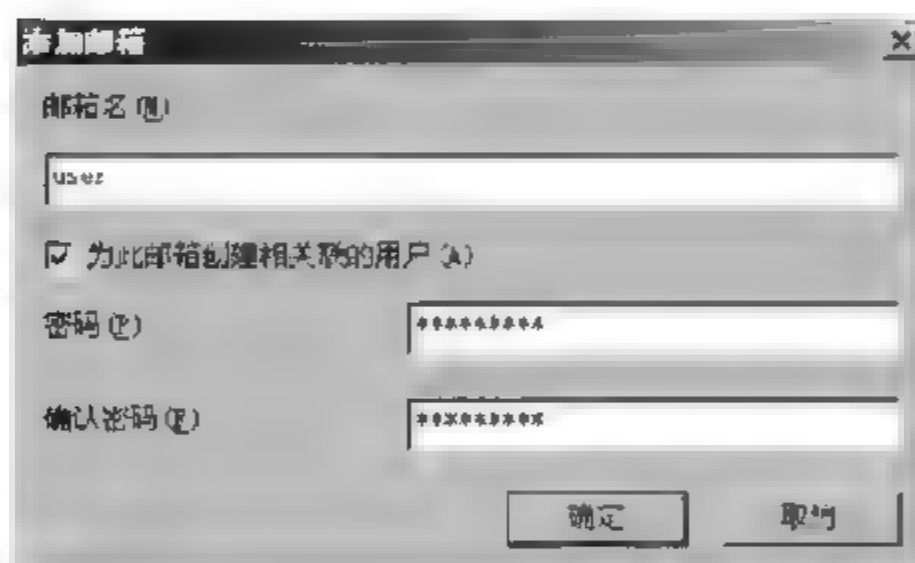 添加邮箱
邮箱名(N)
user
为此邮箱创建相关联的用户(A)
密码(P)
*********
确认密码(F)
*********
确定 取消